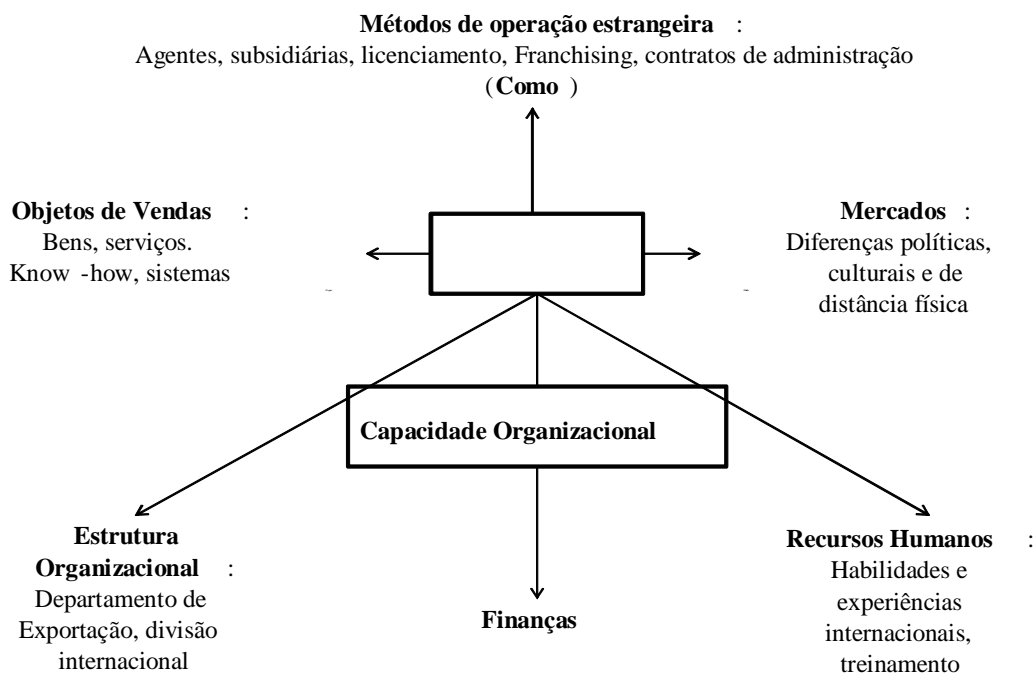 Métodos de operação estrangeira :
Agentes, subsidiárias, licenciamento, Franchising, contratos de administração
(Como )
Objetos de Vendas :
Bens, serviços.
Know -how, sistemas
Mercados :
Diferenças políticas,
culturais e de
distância física
Capacidade Organizacional
Estrutura
Organizacional :
Departamento de
Exportação, divisão
internacional
Finanças
Recursos Humanos :
Habilidades e
experiências
internacionais,
treinamento